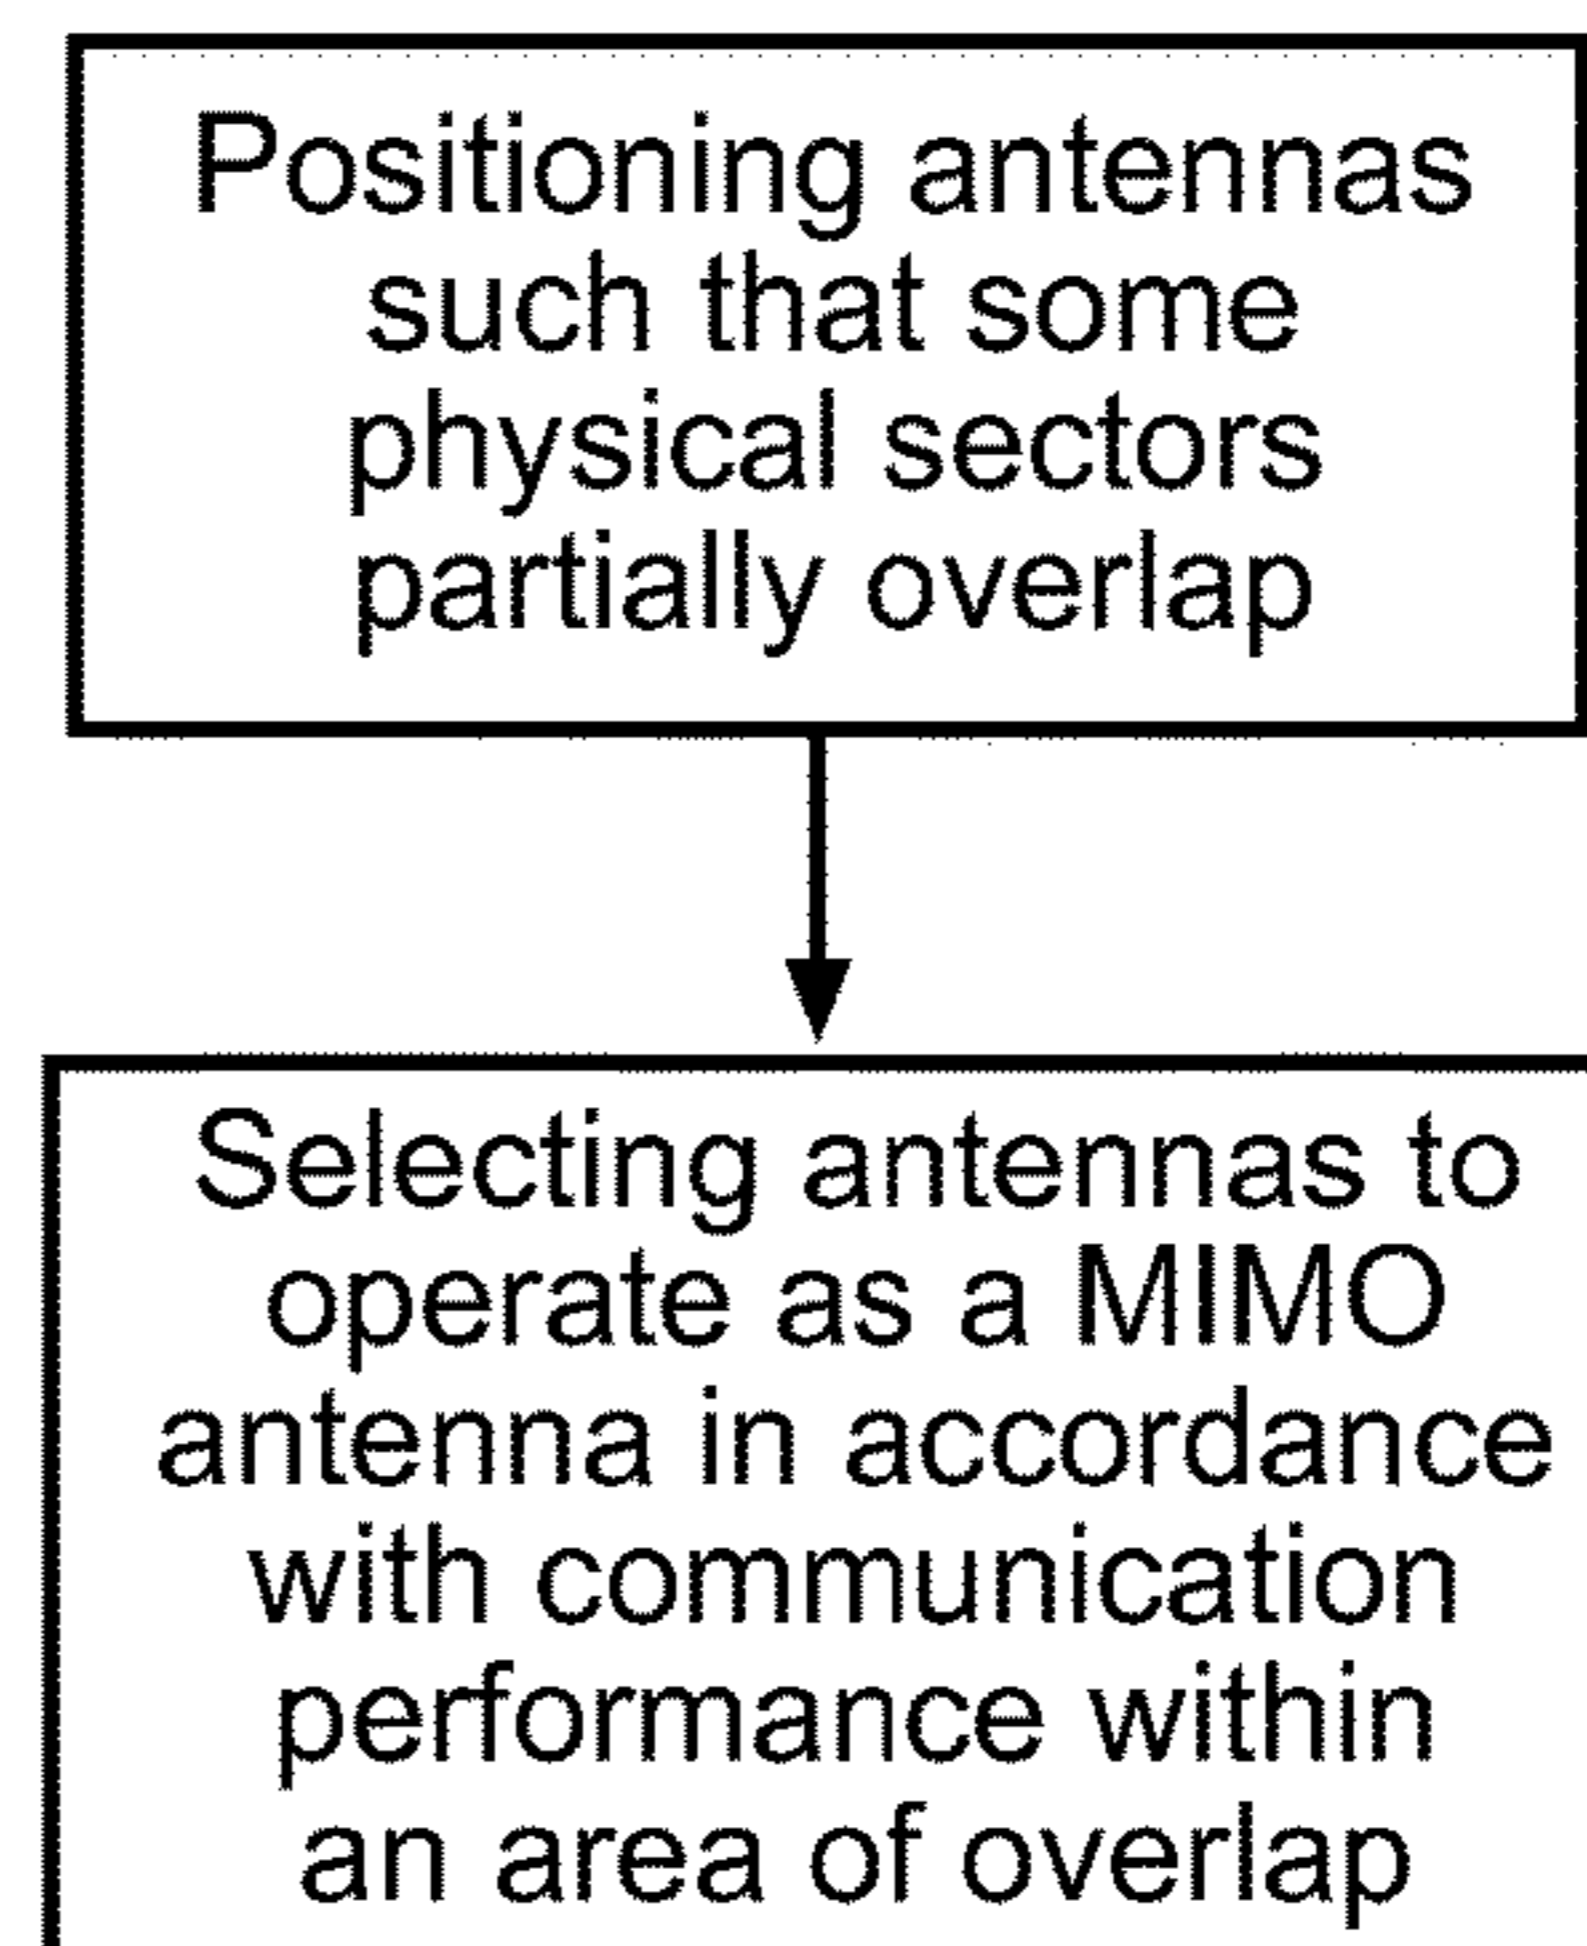 Positioning antennas
such that some
physical sectors
partially overlap
Selecting antennas to
operate as a MIMO
antenna in accordance
with communication
performance within
an area of overlap